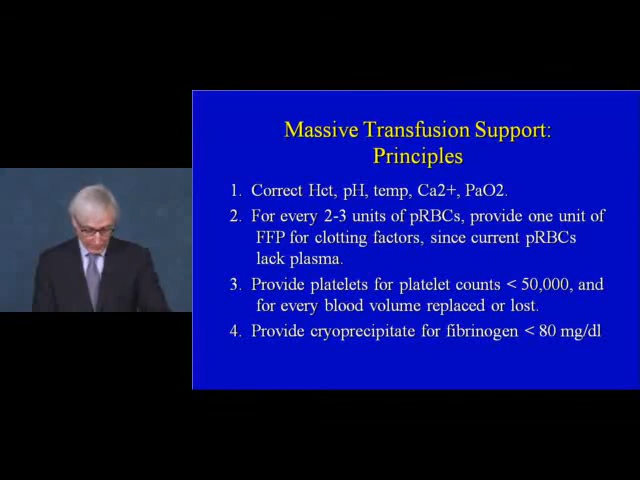 Massive Transfusion Support:
Principles
1. Correct Hct, pH, temp, Ca2+, PaO2.
2. For every 2-3 units of pRBCs, provide one unit of
FFP for clotting factors, since current pRBCs
lack plasma.
3. Provide platelets for platelet counts < 50,000, and
for every blood volume replaced or lost.
4. Provide cryoprecipitate for fibrinogen < 80 mg/dl